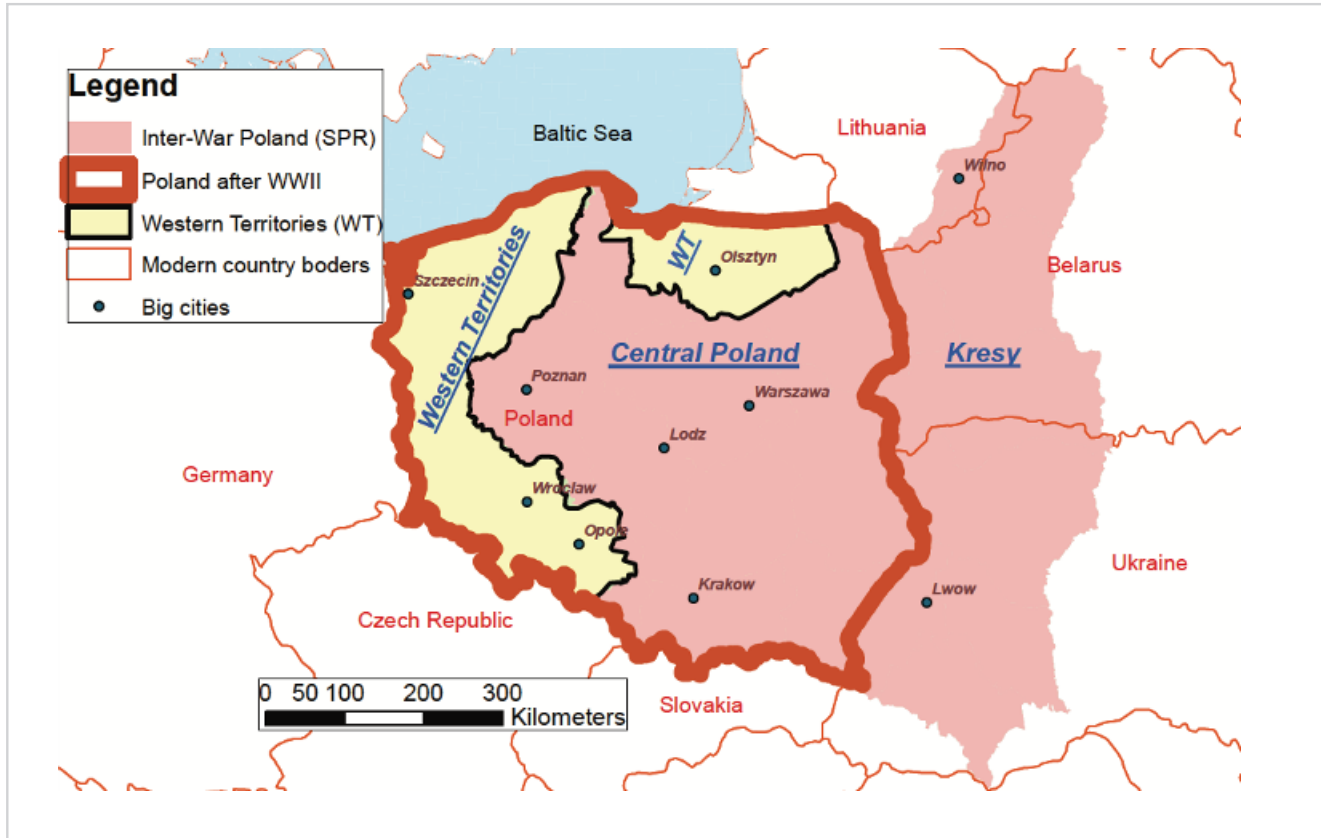 Legend
Inter-War Poland (SPR)
Poland after WWII
Western Territories (WT)
Modern country boders
Big cities
Baltic Sea
Lithuania
Wilno
Belarus
Szczecin
Western Territories
WT
Olsztyn
Central Poland
Kresy
Poznan
Warszawa
Poland
Lodz
Germany
Wroclaw
Opole
Ukraine
Krakow
Lwow
Czech Republic
Slovakia
0 50 100 200 300
Kilometers